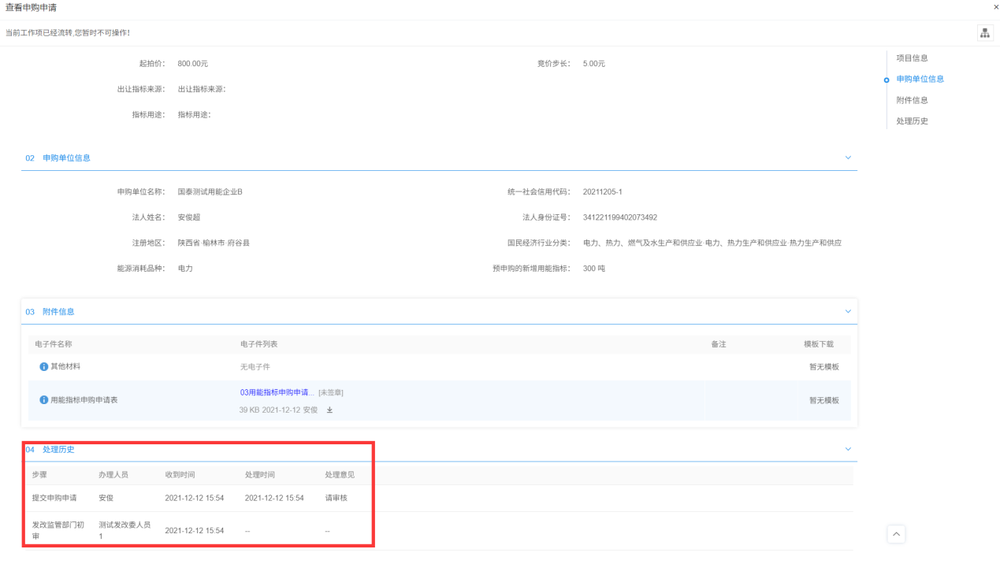 查看申购申请
×
当前工作项已经流转,您暂时不可操作!
起拍价: 800.00元 竞价步长: 5.00元
出让指标来源: 出让指标来源:
指标用途: 指标用途:
项目信息
申购单位信息
附件信息
处理历史
02 申购单位信息
申购单位名称: 国泰测试用能企业B 统一社会信用代码: 20211205-1
法人姓名: 安俊超 法人身份证号: 341221199402073492
注册地区: 陕西省·榆林市·府谷县 国民经济行业分类: 电力、热力、燃气及水生产和供应业·电力、热力生产和供应业·热力生产和供应
能源消耗品种: 电力 预申购的新增用能指标: 300 吨
03 附件信息
电子件名称 电子件列表 备注 模板下载
其他材料 无电子件 暂无模板
用能指标申购申请表 03用能指标申购申请... [未签章] 暂无模板
39 KB 2021-12-12 安俊
04 处理历史
步骤 办理人员 收到时间 处理时间 处理意见
提交申购申请 安俊 2021-12-12 15:54 2021-12-12 15:54 请审核
发改监管部门初审 测试发改委人员1 2021-12-12 15:54 -- --